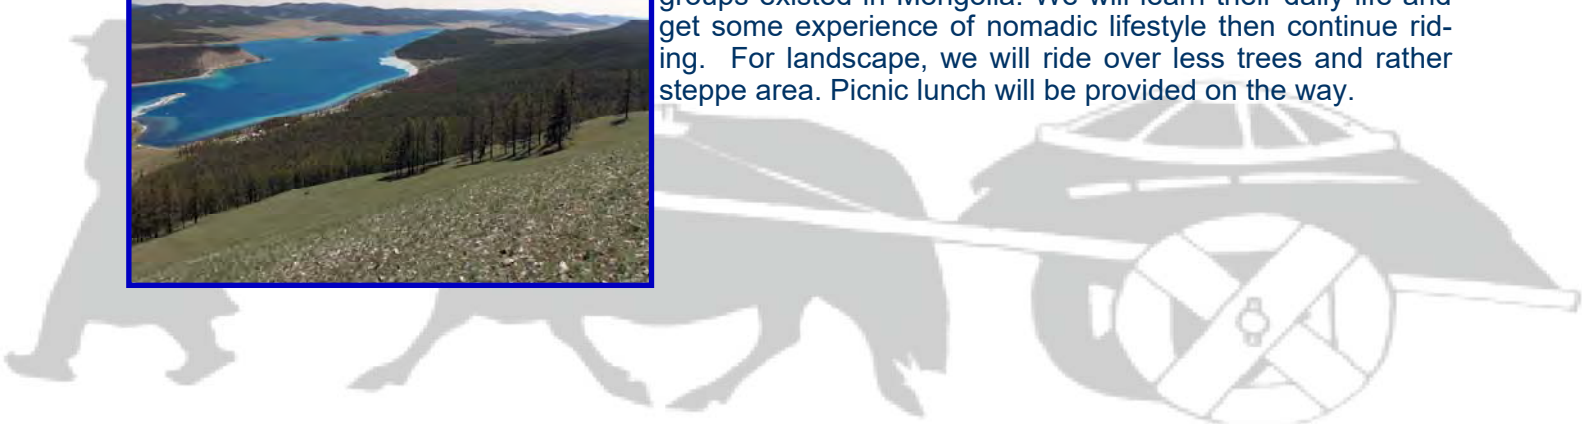 groups existed in Mongolia. We will learn their daily life and
get some experience of nomadic lifestyle then continue rid-
ing. For landscape, we will ride over less trees and rather
steppe area. Picnic lunch will be provided on the way.